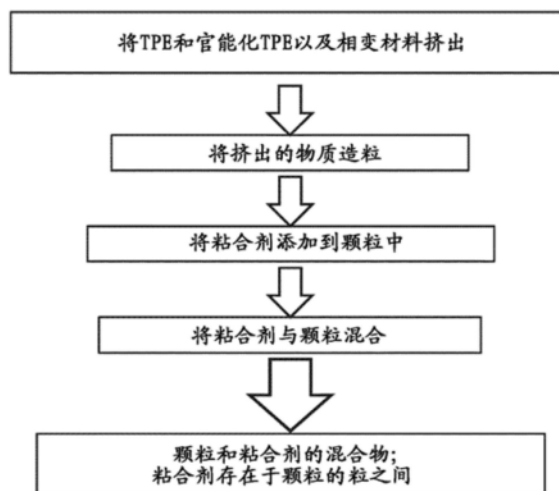 将TPE和官能化TPE以及相变材料挤出
将挤出的物质造粒
将粘合剂添加到颗粒中
将粘合剂与颗粒混合
颗粒和粘合剂的混合物;
粘合剂存在于颗粒的粒之间